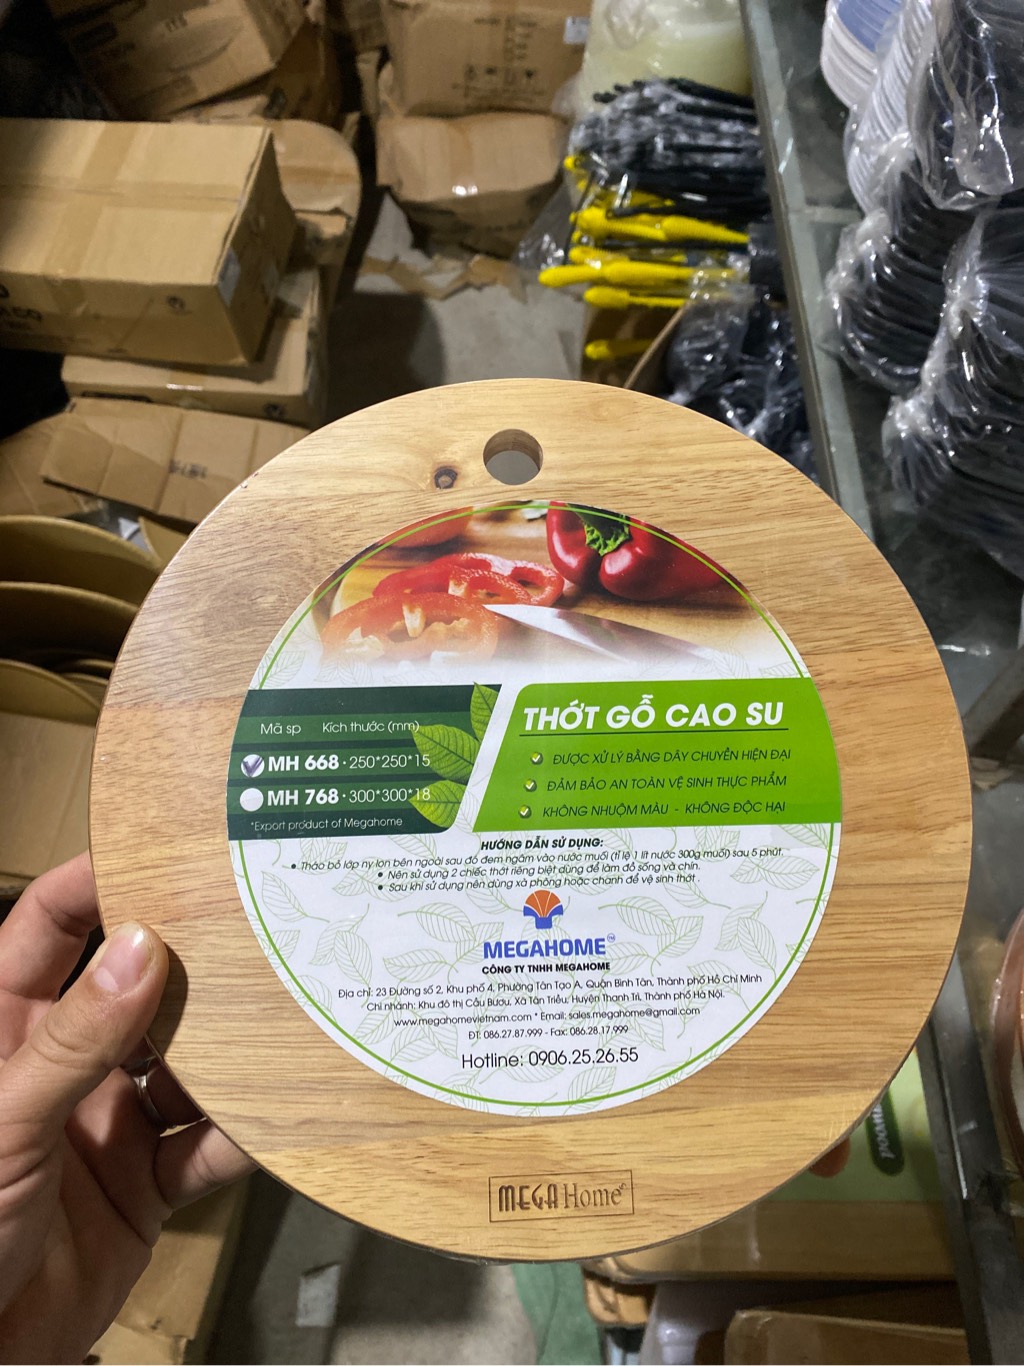 THỚT GỖ CAO SU
ĐƯỢC XỬ LÝ BẰNG DÂY CHUYỀN HIỆN ĐẠI
ĐẢM BẢO AN TOÀN VỆ SINH THỰC PHẨM
KHÔNG NHUỘM MÀU - KHÔNG ĐỘC HẠI
Mã sp Kích thước (mm)
MH 668 · 250*250*15
MH 768 · 300*300*18
*Export product of Megahome
HƯỚNG DẪN SỬ DỤNG:
• Tháo bỏ lớp ny lon bên ngoài sau đó đem ngâm vào nước muối (tỉ lệ 1 lít nước 300g muối) sau 5 phút.
• Nên sử dụng 2 chiếc thớt riêng biệt dùng để làm đồ sống và chín.
• Sau khi sử dụng nên dùng xà phòng hoặc chanh để vệ sinh thớt.
MEGAHOME™
CÔNG TY TNHH MEGAHOME
Địa chỉ: 23 Đường số 2, Khu phố 4, Phường Tân Tạo A, Quận Bình Tân, Thành phố Hồ Chí Minh
Chi nhánh: Khu đô thị Cầu Bươu, Xã Tân Triều, Huyện Thanh Trì, Thành phố Hà Nội.
www.megahomevietnam.com * Email: sales.megahome@gmail.com
ĐT: 086.27.87.999 - Fax: 086.28.17.999
Hotline: 0906.25.26.55
MEGA Home